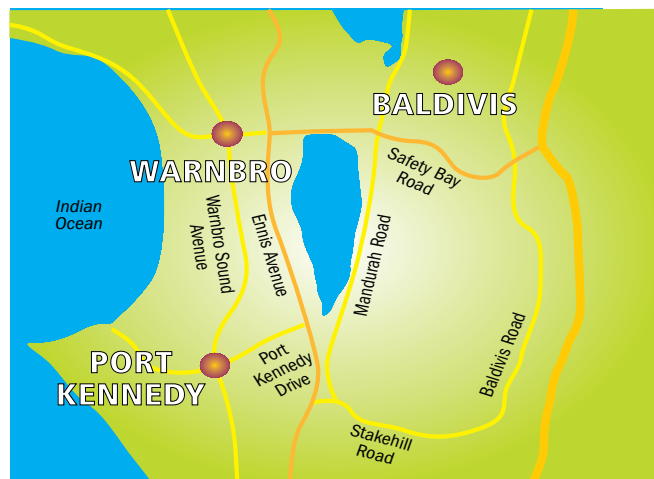 BALDIVIS
WARNBRO
Safety Bay
Road
Indian
Ocean
Warnbro Sound
Avenue
Ennis Avenue
Mandurah Road
PORT
KENNEDY
Port
Kennedy
Drive
Baldivis Road
Stakehill
Road